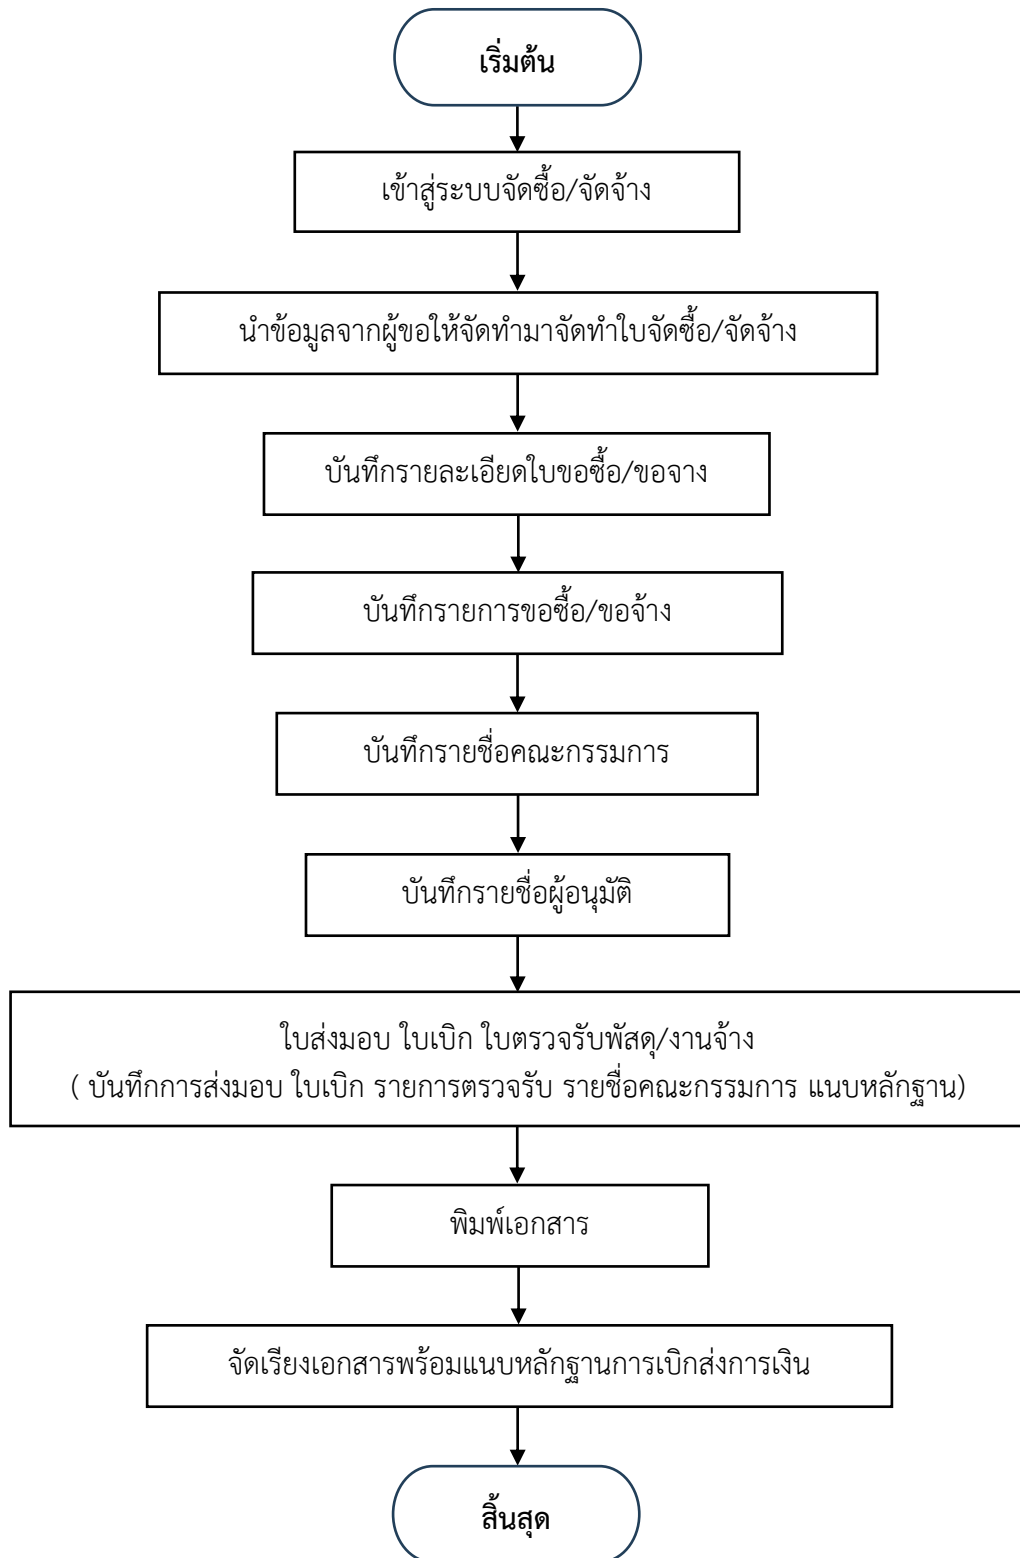 เริ่มต้น
เข้าสู่ระบบจัดซื้อ/จัดจ้าง
นำข้อมูลจากผู้ขอให้จัดทำมาจัดทำใบจัดซื้อ/จัดจ้าง
บันทึกรายละเอียดใบขอซื้อ/ขอจาง
บันทึกรายการขอซื้อ/ขอจ้าง
บันทึกรายชื่อคณะกรรมการ
บันทึกรายชื่อผู้อนุมัติ
ใบส่งมอบ ใบเบิก ใบตรวจรับพัสดุ/งานจ้าง
( บันทึกการส่งมอบ ใบเบิก รายการตรวจรับ รายชื่อคณะกรรมการ แนบหลักฐาน)
พิมพ์เอกสาร
จัดเรียงเอกสารพร้อมแนบหลักฐานการเบิกส่งการเงิน
สิ้นสุด